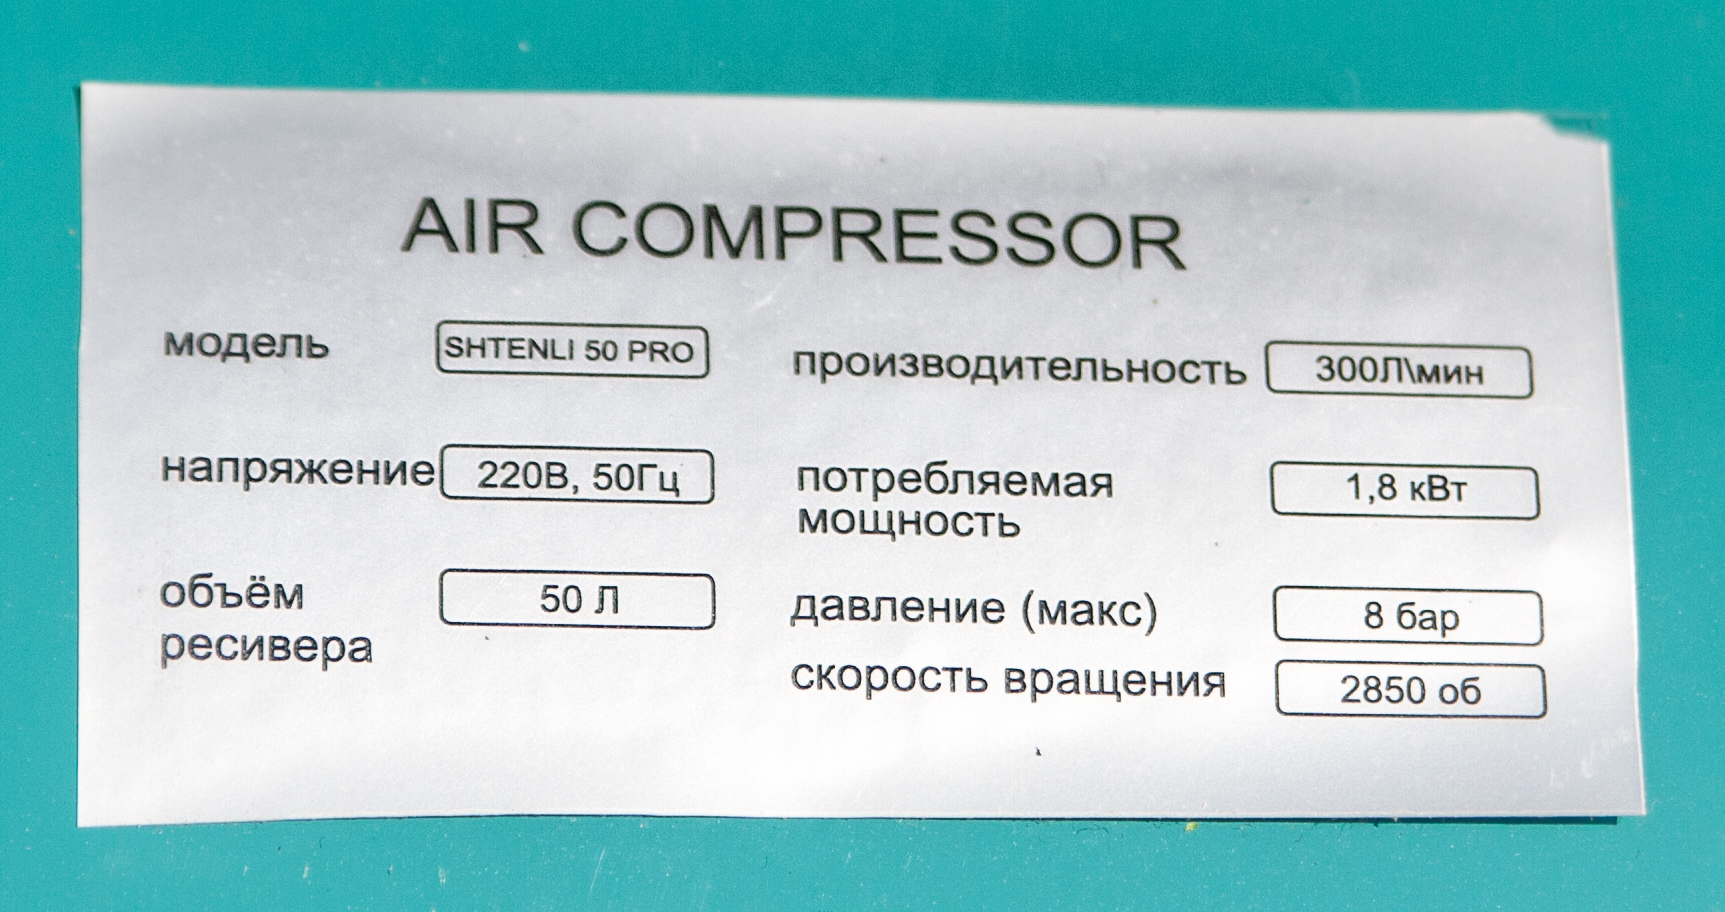 AIR COMPRESSOR
модель SHTENLI 50 PRO
производительность 300Л\мин
напряжение 220В, 50Гц
потребляемая 1,8 кВт
мощность
объём 50 Л
ресивера
давление (макс) 8 бар
скорость вращения 2850 об